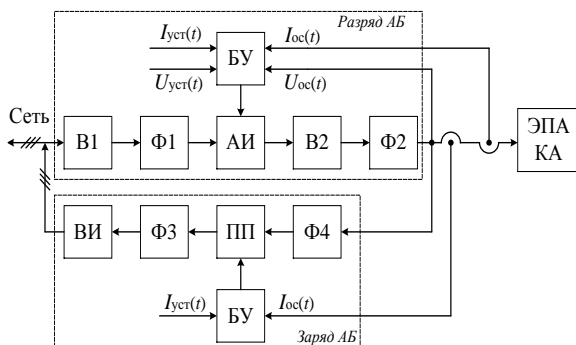 Разряд АБ
Iуст(t)
Iос(t)
БУ
Uуст(t)
Uос(t)
Сеть
В1
Ф1
АИ
В2
Ф2
ЭПА
КА
ВИ
Ф3
ПП
Ф4
Iуст(t)
БУ
Iос(t)
Заряд АБ